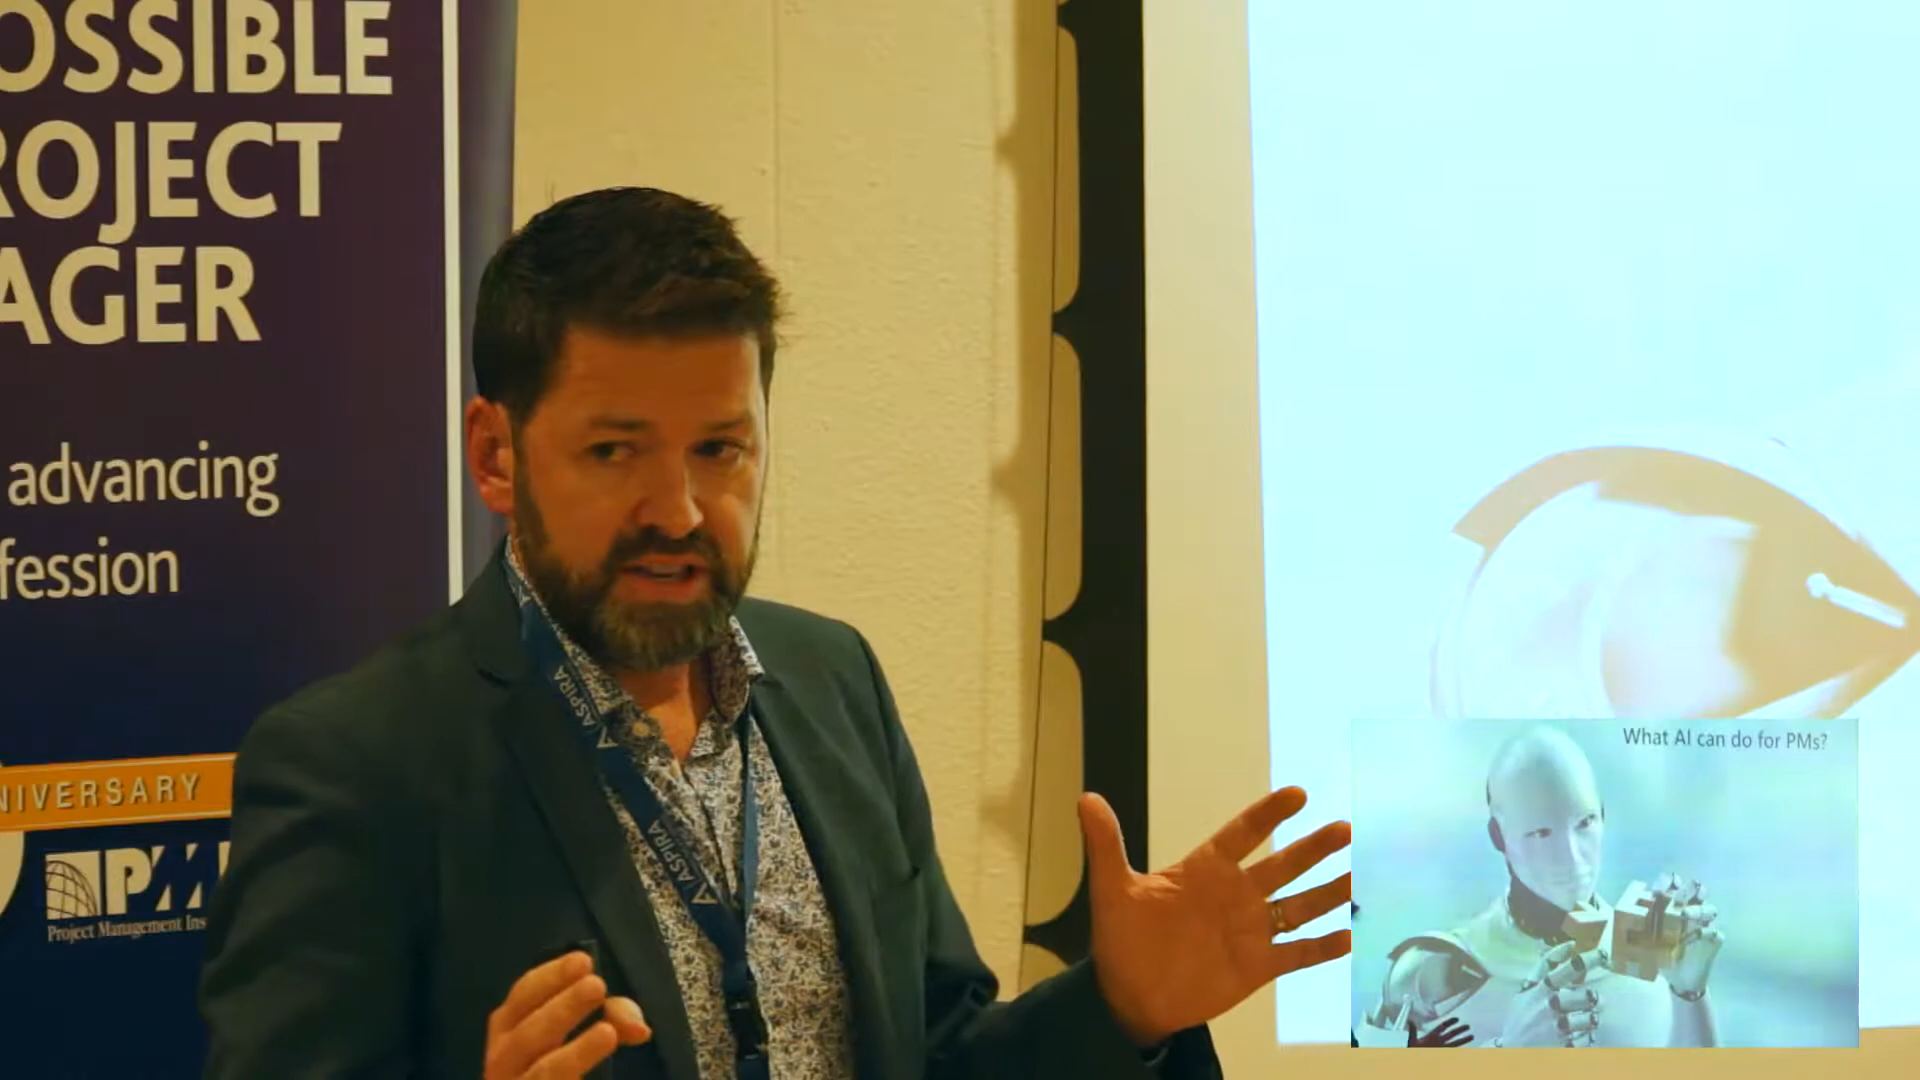 OSSIBLE
ROJECT
AGER
advancing
fession
NIVERSARY
PMI
Project Management Ins
ASPIRA
ASPIRA
What AI can do for PMs?